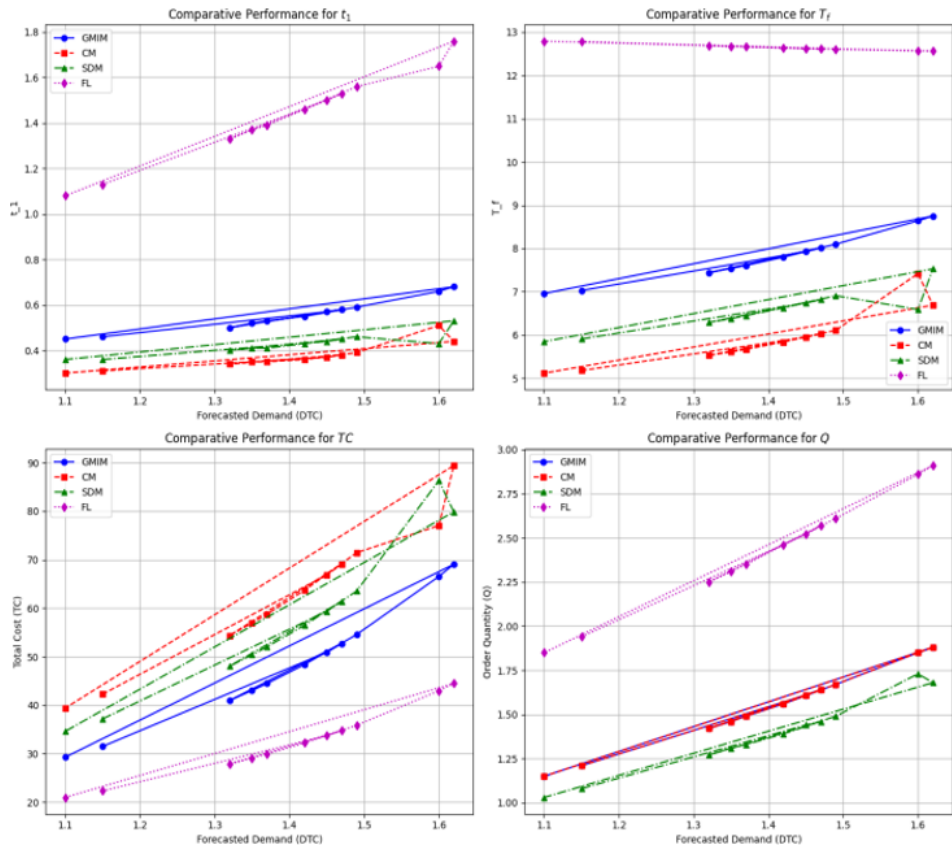 Comparative Performance for t_1
1.8
1.6
1.4
1.2
1.0
0.8
0.6
0.4
t_1
GMIM
CM
SDM
FL
1.1 1.2 1.3 1.4 1.5 1.6
Forecasted Demand (DTC)
Comparative Performance for T_f
13
12
11
10
9
8
7
6
5
T_f
GMIM
CM
SDM
FL
1.1 1.2 1.3 1.4 1.5 1.6
Forecasted Demand (DTC)
Comparative Performance for TC
90
80
70
60
50
40
30
20
Total Cost (TC)
GMIM
CM
SDM
FL
1.1 1.2 1.3 1.4 1.5 1.6
Forecasted Demand (DTC)
Comparative Performance for Q
3.00
2.75
2.50
2.25
2.00
1.75
1.50
1.25
1.00
Order Quantity (Q)
GMIM
CM
SDM
FL
1.1 1.2 1.3 1.4 1.5 1.6
Forecasted Demand (DTC)